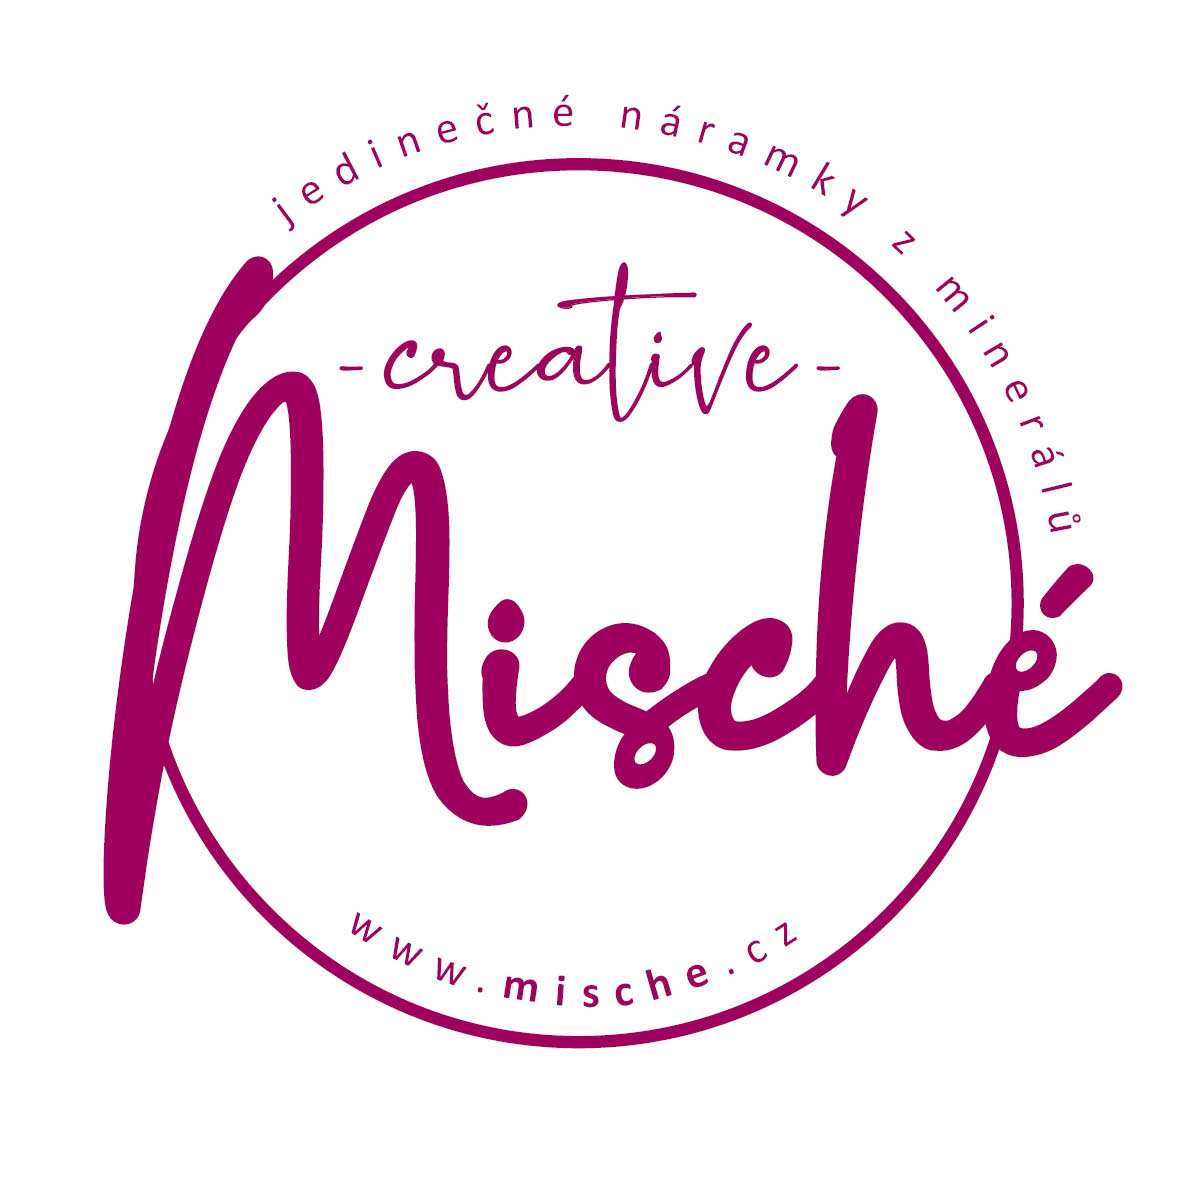 jedinečné náramky z minerálů
-creative-
Misché
www.mische.cz